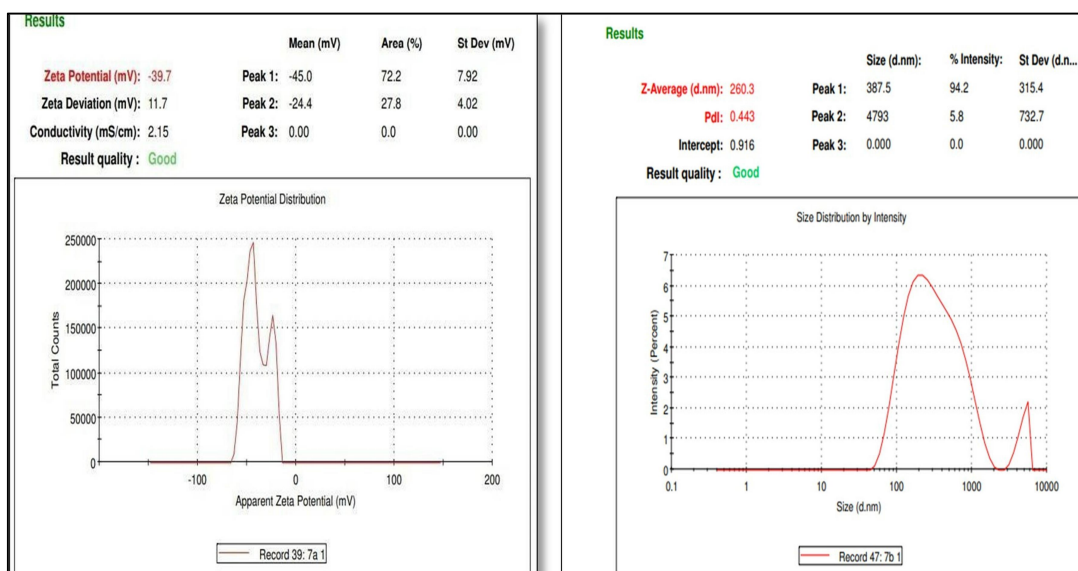 Results
Mean (mV) Area (%) St Dev (mV)
Zeta Potential (mV): -39.7 Peak 1: -45.0 72.2 7.92
Zeta Deviation (mV): 11.7 Peak 2: -24.4 27.8 4.02
Conductivity (mS/cm): 2.15 Peak 3: 0.00 0.0 0.00
Result quality : Good
Zeta Potential Distribution
Total Counts
250000
200000
150000
100000
50000
0
-100 0 100 200
Apparent Zeta Potential (mV)
Record 39: 7a 1
Results
Size (d.nm): % Intensity: St Dev (d.n...
Z-Average (d.nm): 260.3 Peak 1: 387.5 94.2 315.4
PdI: 0.443 Peak 2: 4793 5.8 732.7
Intercept: 0.916 Peak 3: 0.000 0.0 0.000
Result quality : Good
Size Distribution by Intensity
Intensity (Percent)
7
6
5
4
3
2
1
0
0.1 1 10 100 1000 10000
Size (d.nm)
Record 47: 7b 1